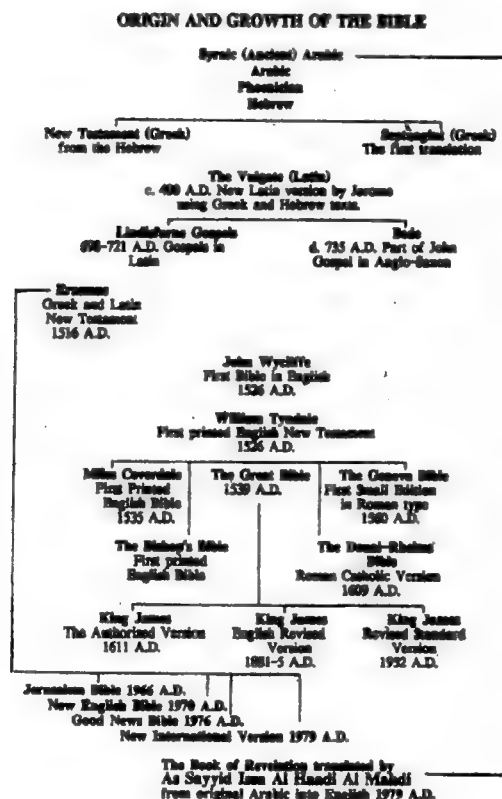 ORIGIN AND GROWTH OF THE BIBLE
Syraic (Ancient) Arabic
Arabic
Phoenician
Hebrew
New Testament (Greek)
from the Hebrew
Septuagint (Greek)
The first translation
The Vulgate (Latin)
c. 400 A.D. New Latin version by Jerome
using Greek and Hebrew texts.
Lindisfarne Gospels
698-721 A.D. Gospels in
Latin
Bede
d. 735 A.D. Part of John
Gospel in Anglo-Saxon
Erasmus
Greek and Latin
New Testament
1516 A.D.
John Wycliffe
First Bible in English
1526 A.D.
William Tyndale
First printed English New Testament
1526 A.D.
Miles Coverdale
First Printed
English Bible
1535 A.D.
The Great Bible
1539 A.D.
The Geneva Bible
First Small Edition
in Roman type
1560 A.D.
The Bishop's Bible
First printed
English Bible
The Douai-Rheims'
Bible
Roman Catholic Version
1609 A.D.
King James
The Authorised Version
1611 A.D.
King James
English Revised
Version
1881-5 A.D.
King James
Revised Standard
Version
1952 A.D.
Jerusalem Bible 1966 A.D.
New English Bible 1970 A.D.
Good News Bible 1976 A.D.
New International Version 1979 A.D.
The Book of Revelation translated by
As Sayyid Isa Al Haadi Al Mahdi
from original Arabic into English 1979 A.D.